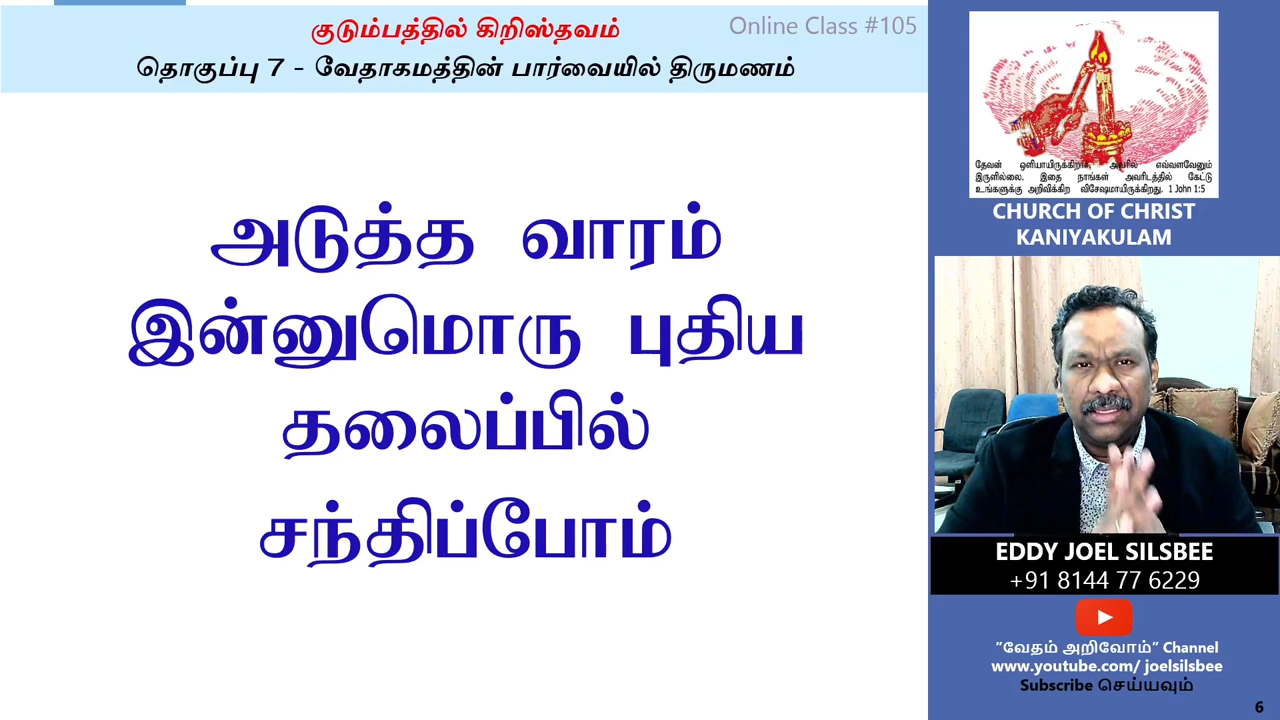 குடும்பத்தில் கிறிஸ்தவம்
Online Class #105
தொகுப்பு 7 - வேதாகமத்தின் பார்வையில் திருமணம்
அடுத்த வாரம்
இன்னுமொரு புதிய
தலைப்பில்
சந்திப்போம்
தேவன் ஒளியாயிருக்கிறார், அவரில் எவ்வளவேனும்
இருளில்லை. இதை நாங்கள் அவரிடத்தில் கேட்டு
உங்களுக்கு அறிவிக்கிற விசேஷமாயிருக்கிறது. 1 John 1:5
CHURCH OF CHRIST
KANIYAKULAM
EDDY JOEL SILSBEE
+91 8144 77 6229
"வேதம் அறிவோம்" Channel
www.youtube.com/ joelsilsbee
Subscribe செய்யவும்
6